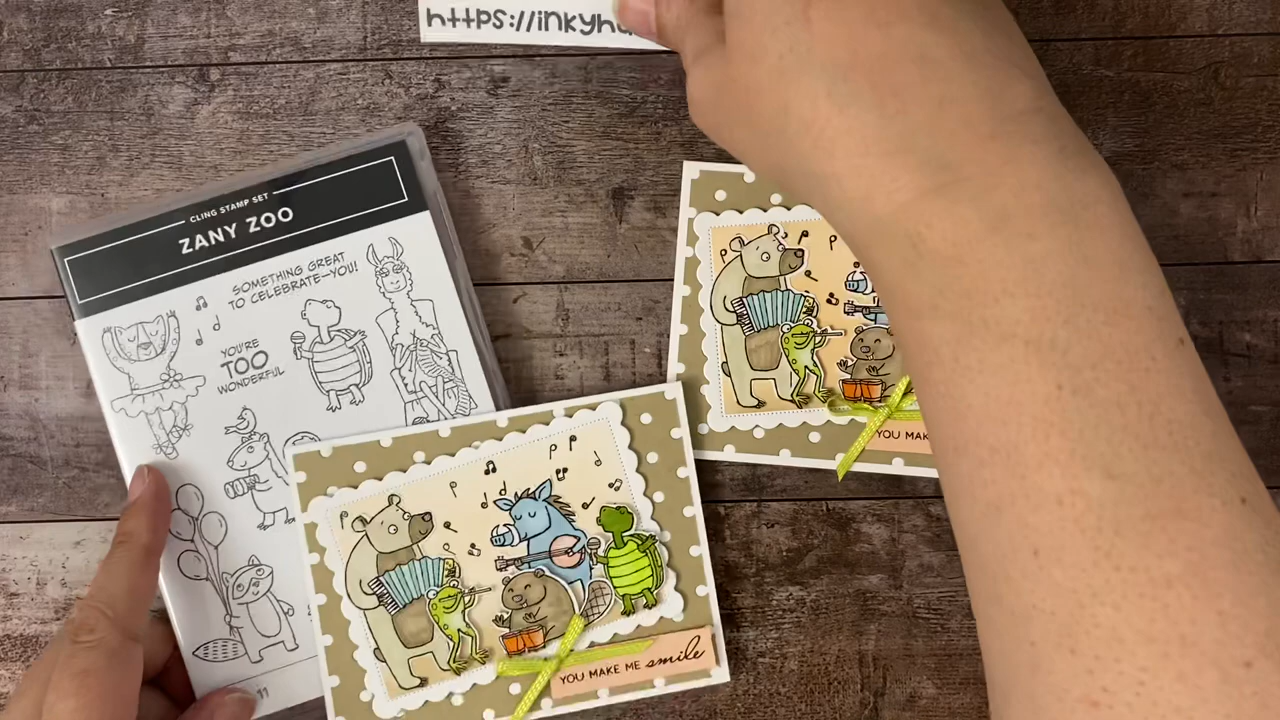 https://inkyh
CLING STAMP SET
ZANY ZOO
SOMETHING GREAT
TO CELEBRATE—YOU!
YOU'RE
TOO
WONDERFUL
11
YOU MAK
YOU MAKE ME smile